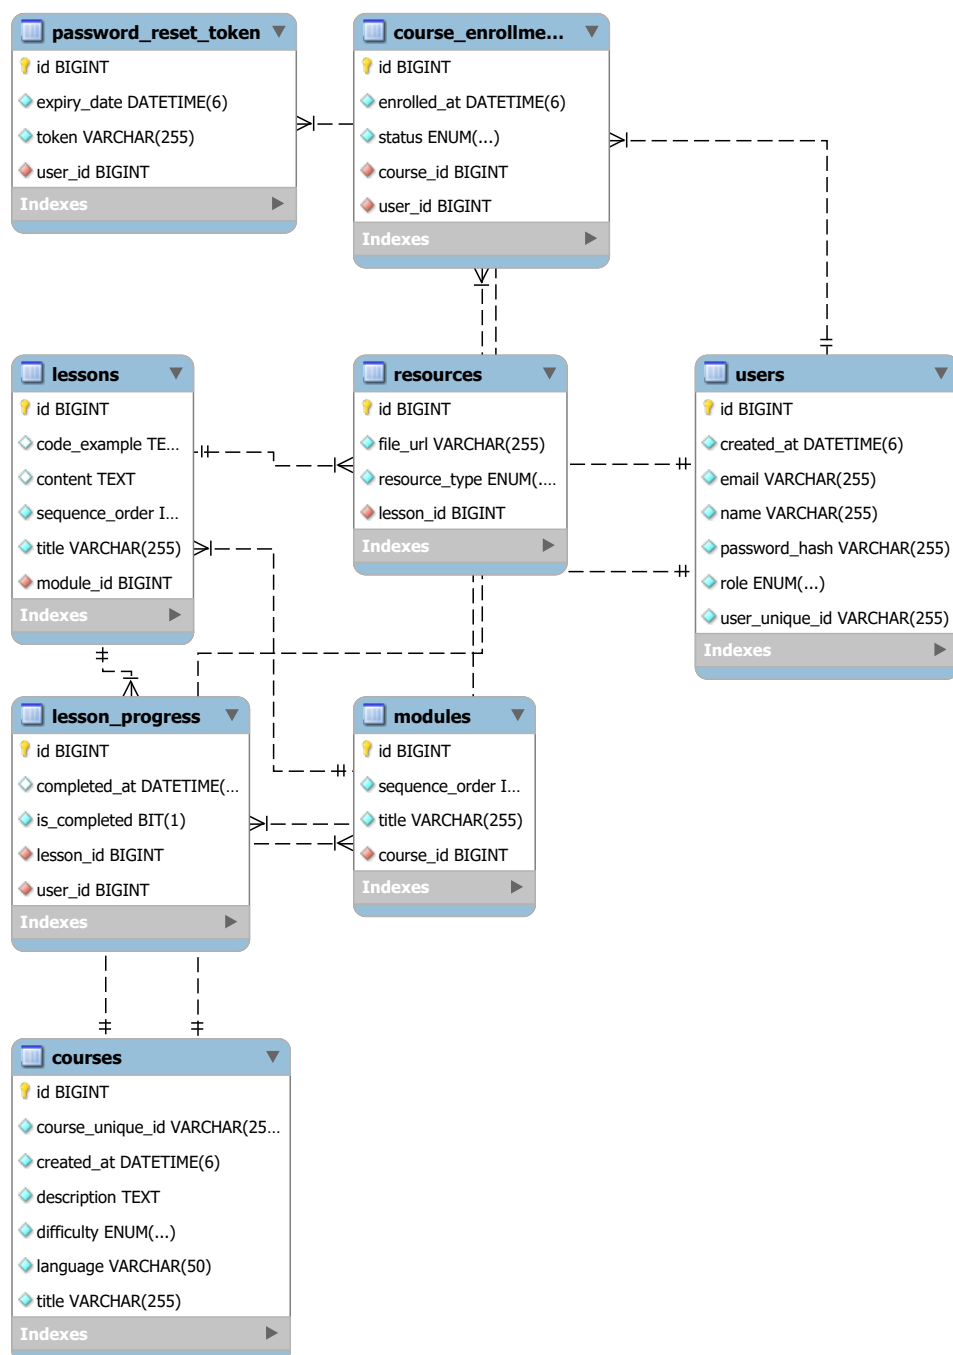 password_reset_token
id BIGINT
expiry_date DATETIME(6)
token VARCHAR(255)
user_id BIGINT
Indexes
course_enrollme...
id BIGINT
enrolled_at DATETIME(6)
status ENUM(...)
course_id BIGINT
user_id BIGINT
Indexes
lessons
id BIGINT
code_example TE...
content TEXT
sequence_order I...
title VARCHAR(255)
module_id BIGINT
Indexes
resources
id BIGINT
file_url VARCHAR(255)
resource_type ENUM(....
lesson_id BIGINT
Indexes
users
id BIGINT
created_at DATETIME(6)
email VARCHAR(255)
name VARCHAR(255)
password_hash VARCHAR(255)
role ENUM(...)
user_unique_id VARCHAR(255)
Indexes
lesson_progress
id BIGINT
completed_at DATETIME(...
is_completed BIT(1)
lesson_id BIGINT
user_id BIGINT
Indexes
modules
id BIGINT
sequence_order I...
title VARCHAR(255)
course_id BIGINT
Indexes
courses
id BIGINT
course_unique_id VARCHAR(25...
created_at DATETIME(6)
description TEXT
difficulty ENUM(...)
language VARCHAR(50)
title VARCHAR(255)
Indexes